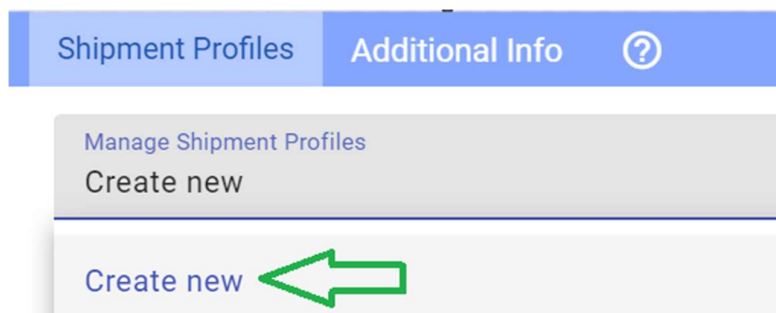 Shipment Profiles Additional Info ?
Manage Shipment Profiles
Create new
Create new